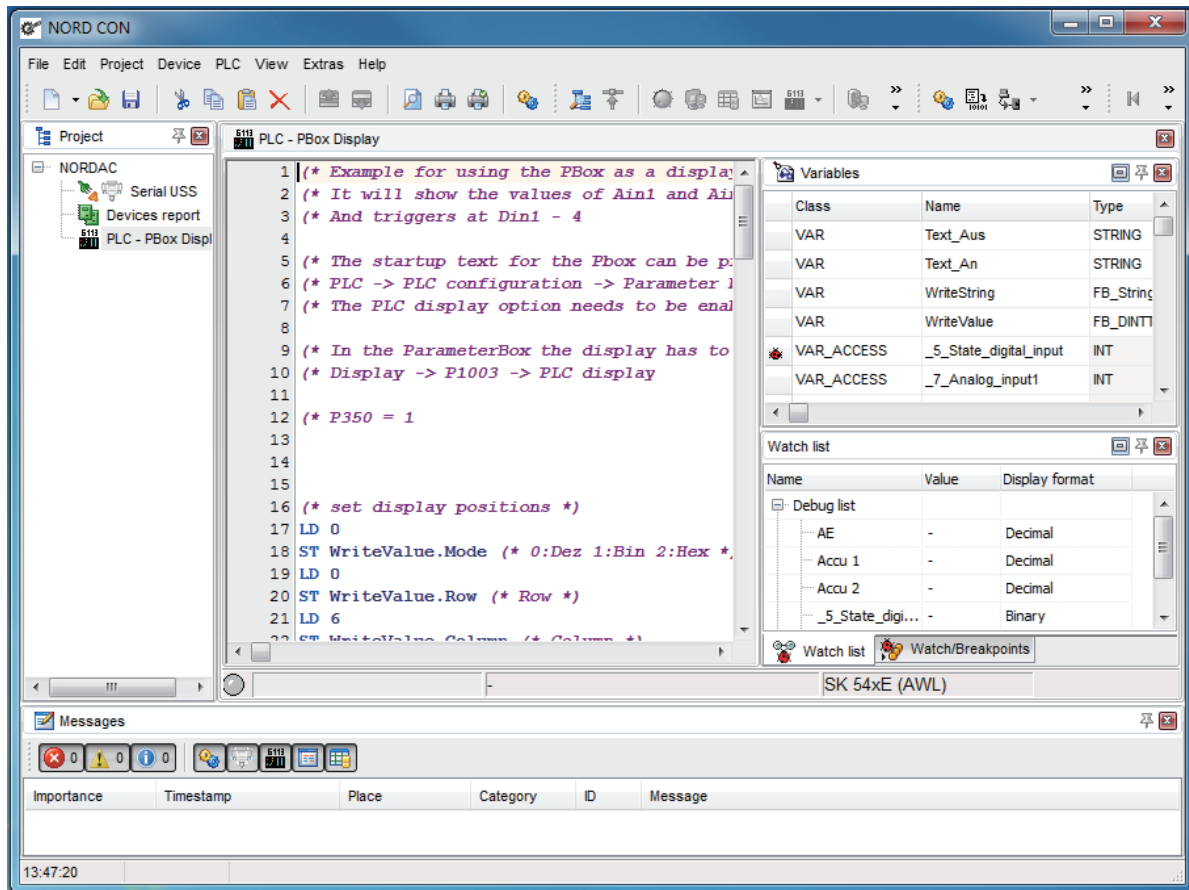 NORD CON
File Edit Project Device PLC View Extras Help
Project
NORDAC
Serial USS
Devices report
PLC - PBox Displ
PLC - PBox Display
1 (* Example for using the PBox as a display
2 (* It will show the values of Ain1 and Ain
3 (* And triggers at Din1 - 4
4
5 (* The startup text for the Pbox can be p
6 (* PLC -> PLC configuration -> Parameter
7 (* The PLC display option needs to be enal
8
9 (* In the ParameterBox the display has to
10 (* Display -> P1003 -> PLC display
11
12 (* P350 = 1
13
14
15
16 (* set display positions *)
17 LD 0
18 ST WriteValue.Mode (* 0:Dez 1:Bin 2:Hex *
19 LD 0
20 ST WriteValue.Row (* Row *)
21 LD 6
22 ST WriteValue.Column (* Column *)
Variables
Class Name Type
VAR Text_Aus STRING
VAR Text_An STRING
VAR WriteString FB_String
VAR WriteValue FB_DINTT
VAR_ACCESS _5_State_digital_input INT
VAR_ACCESS _7_Analog_input1 INT
Watch list
Name Value Display format
Debug list
AE - Decimal
Accu 1 - Decimal
Accu 2 - Decimal
_5_State_digi... - Binary
Watch list Watch/Breakpoints
- SK 54xE (AWL)
Messages
0 0 0
Importance Timestamp Place Category ID Message
13:47:20